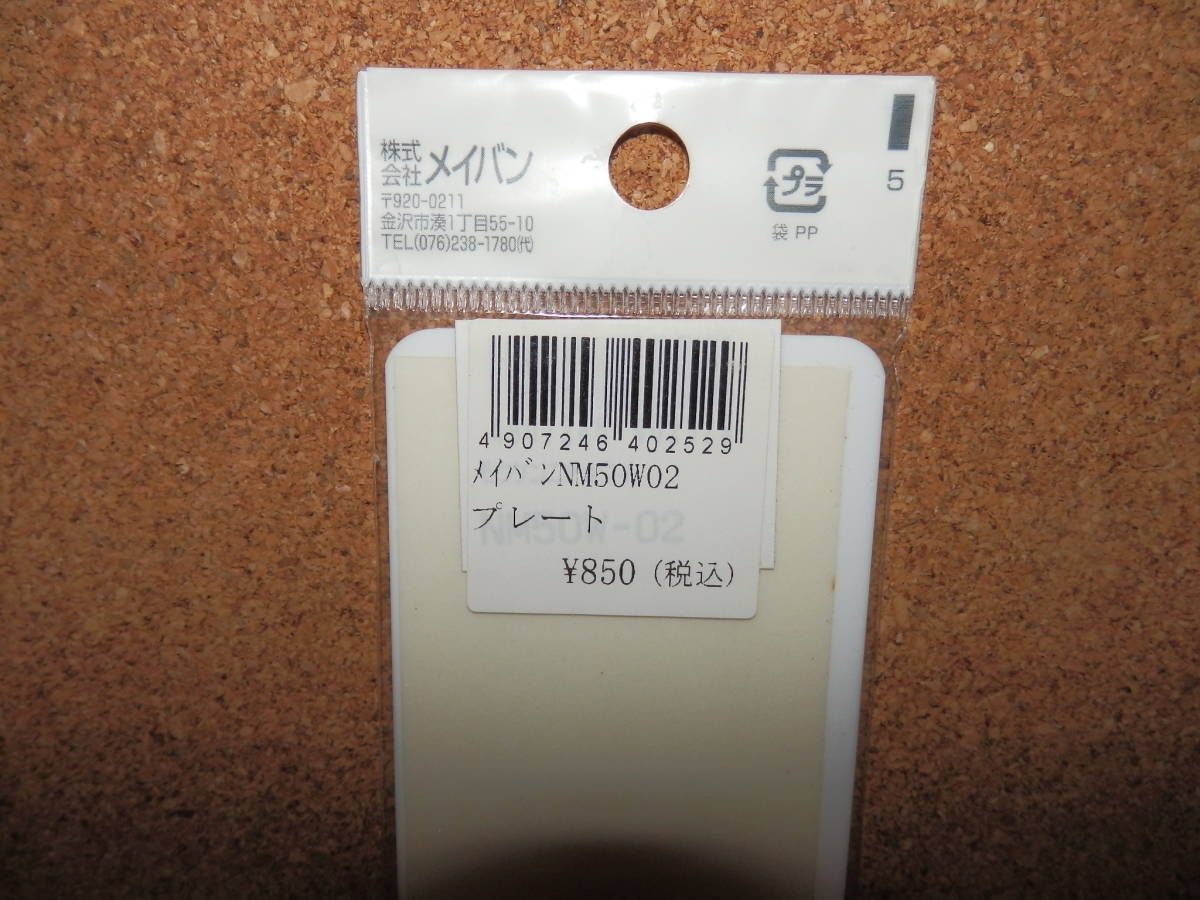 株式会社メイバン
〒920-0211
金沢市湊1丁目55-10
TEL(076)238-1780㈹
プラ
袋 PP
5
4 907246 402529
ﾒｲﾊﾞﾝNM50W02
プレート
NM50W-02
¥850 (税込)